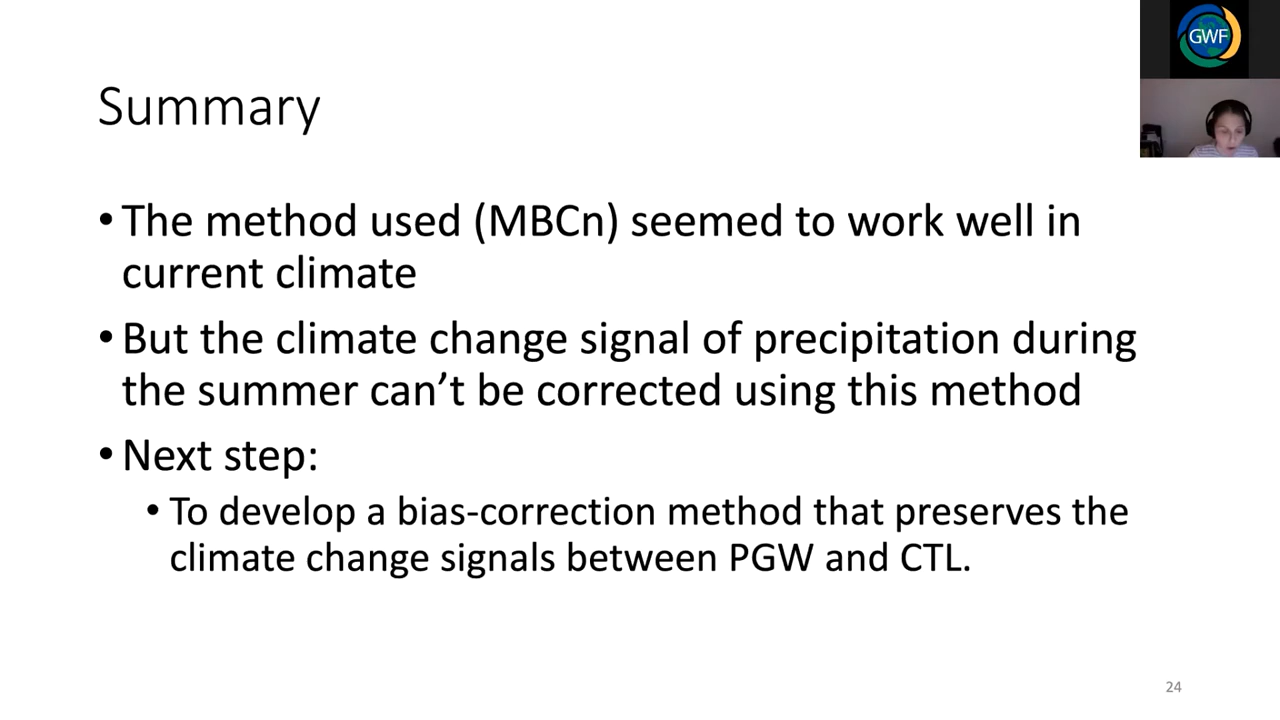 GWF
Summary
• The method used (MBCn) seemed to work well in
current climate
• But the climate change signal of precipitation during
the summer can’t be corrected using this method
• Next step:
• To develop a bias-correction method that preserves the
climate change signals between PGW and CTL.
24